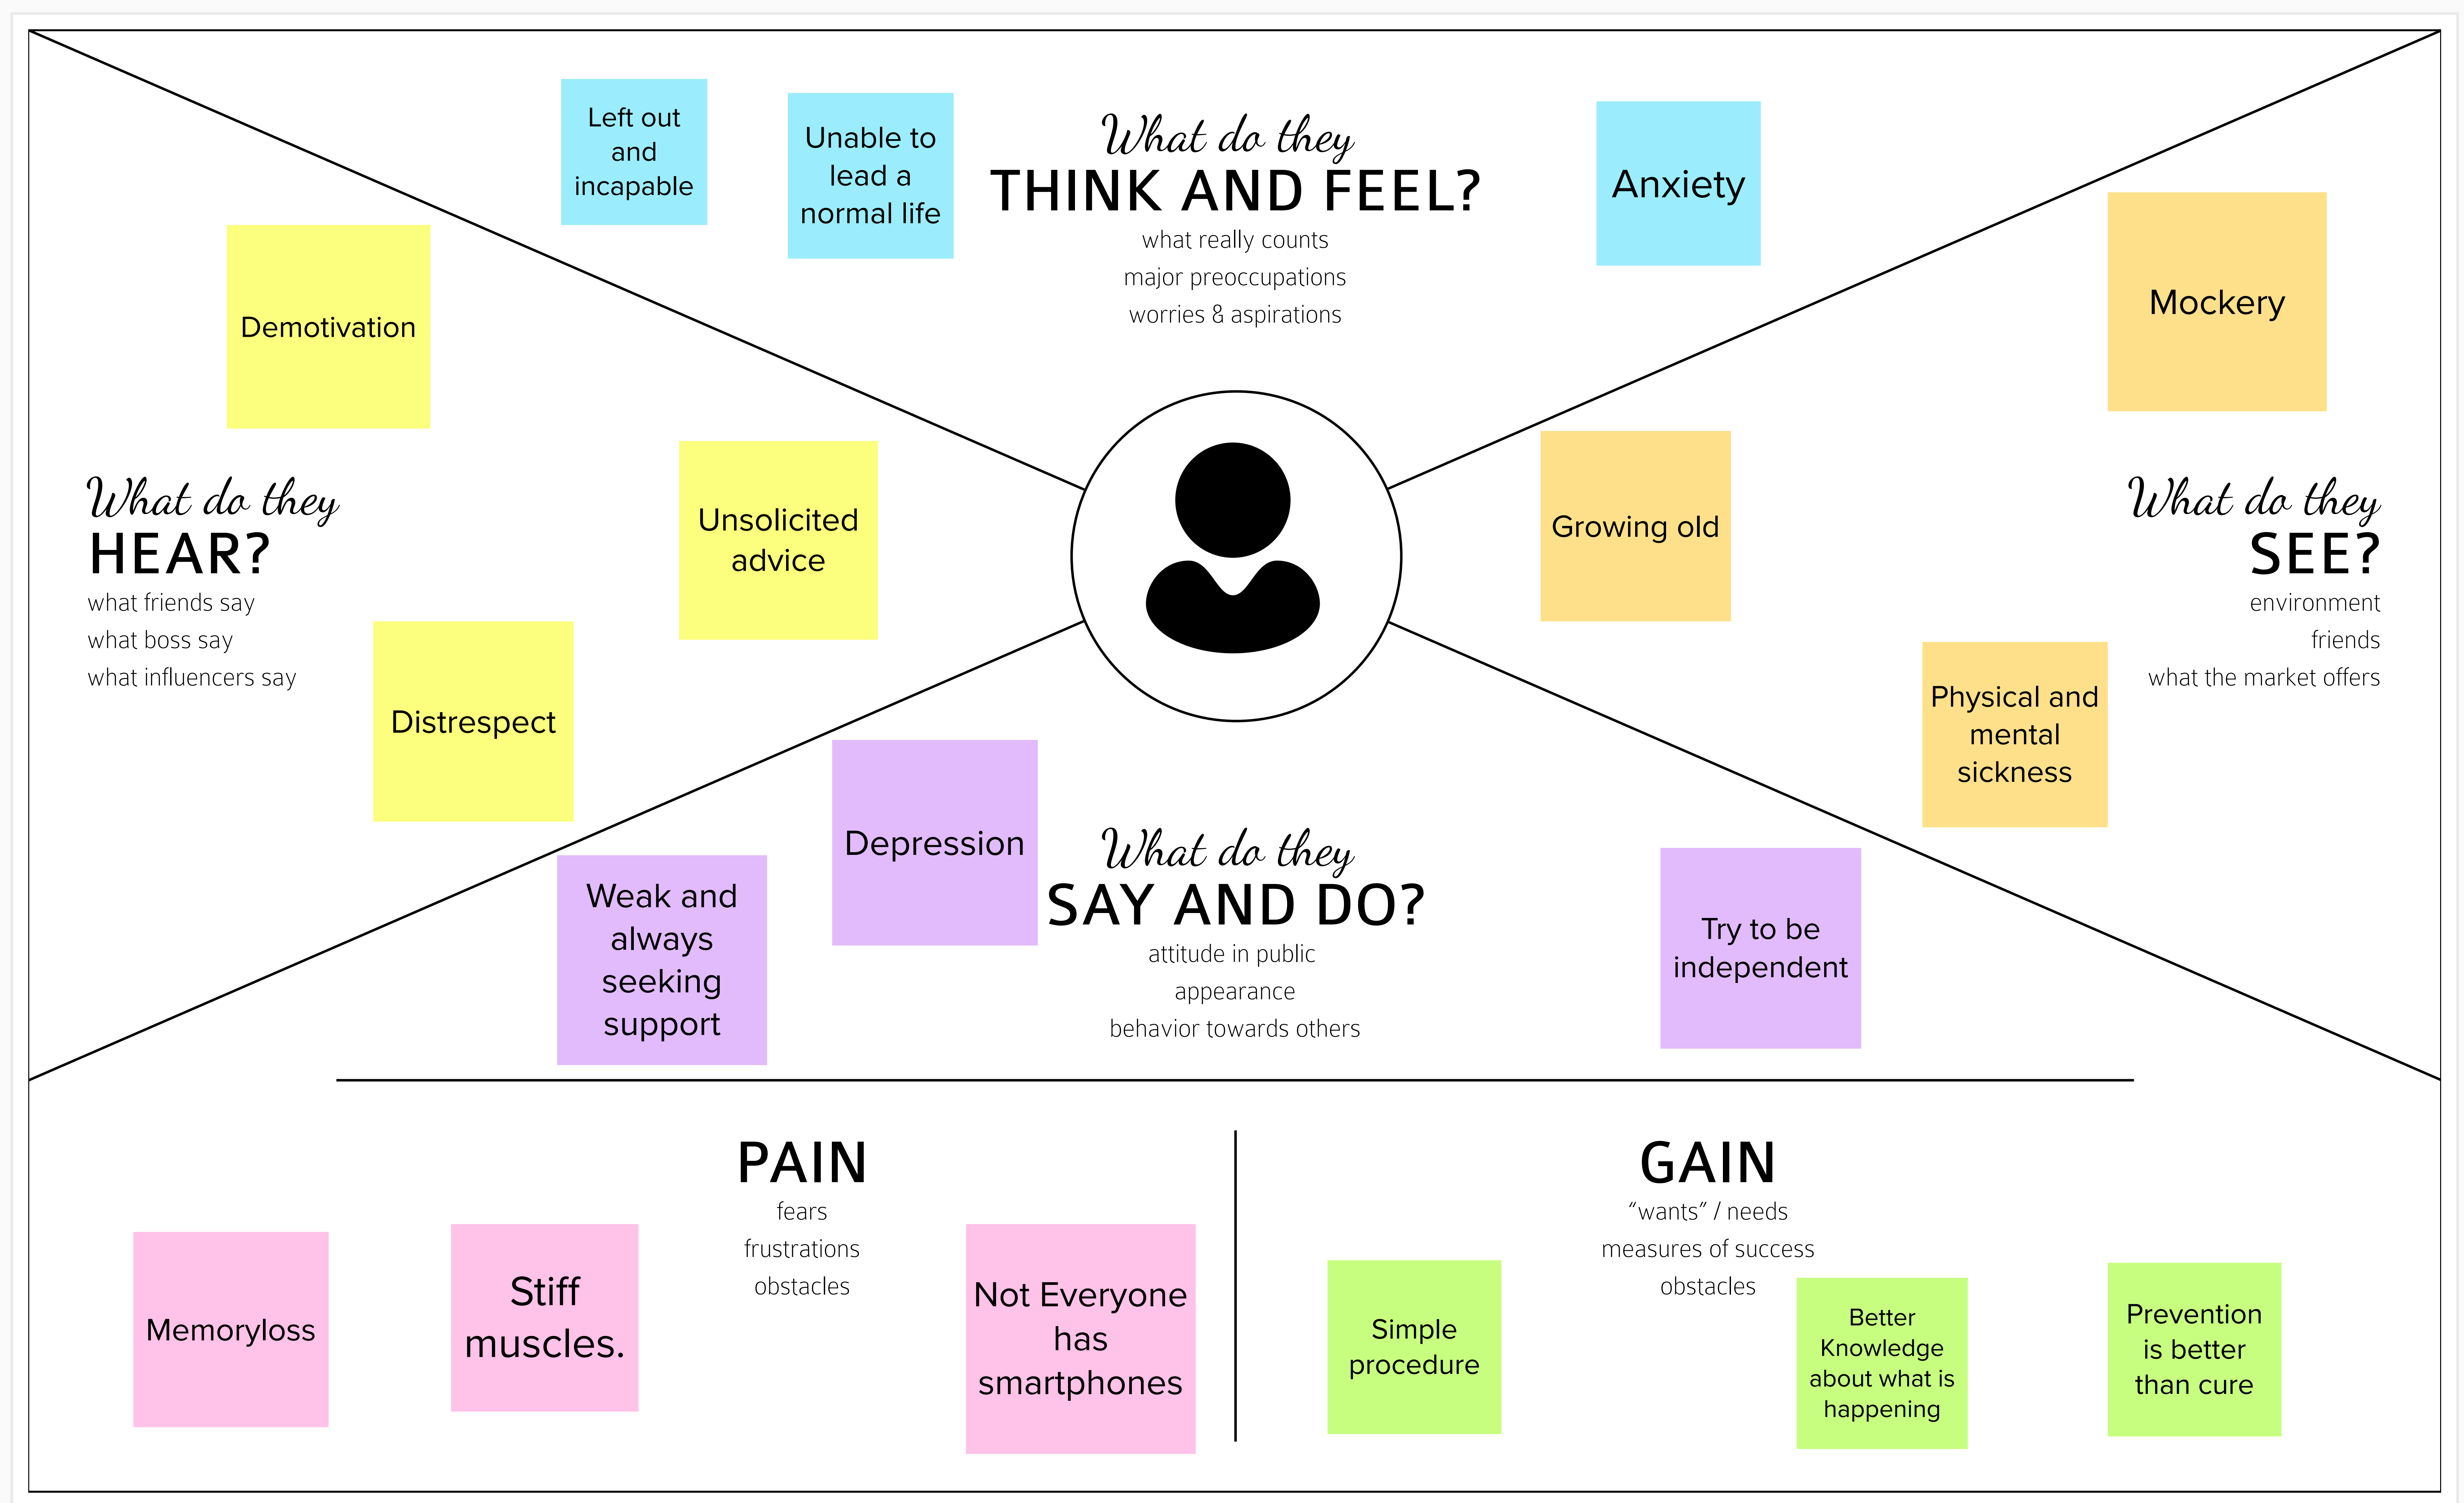 Left out
and
incapable
Unable to
lead a
normal life
What do they
THINK AND FEEL?
what really counts
major preoccupations
worries & aspirations
Anxiety
Demotivation
Unsolicited
advice
What do they
HEAR?
what friends say
what boss say
what influencers say
Distrespect
Mockery
Growing old
What do they
SEE?
environment
friends
what the market offers
Physical and
mental
sickness
Weak and
always
seeking
support
Depression
What do they
SAY AND DO?
attitude in public
appearance
behavior towards others
Try to be
independent
PAIN
fears
frustrations
obstacles
Memoryloss
Stiff
muscles.
Not Everyone
has
smartphones
GAIN
“wants” / needs
measures of success
obstacles
Simple
procedure
Better
Knowledge
about what is
happening
Prevention
is better
than cure